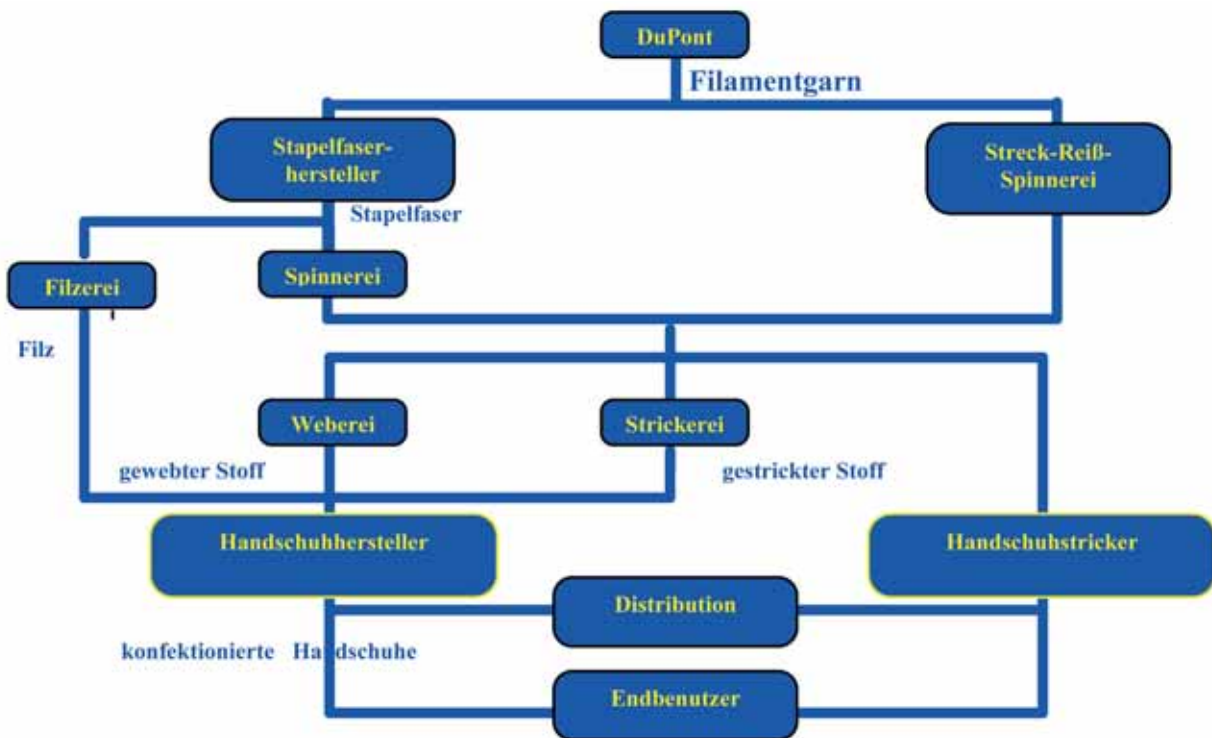 DuPont
Filamentgarn
Stapelfaser-
hersteller
Streck-Reiß-
Spinnerei
Stapelfaser
Filzerei
Spinnerei
Filz
Weberei
Strickerei
gewebter Stoff
gestrickter Stoff
Handschuhhersteller
Handschuhstricker
Distribution
konfektionierte Handschuhe
Endbenutzer